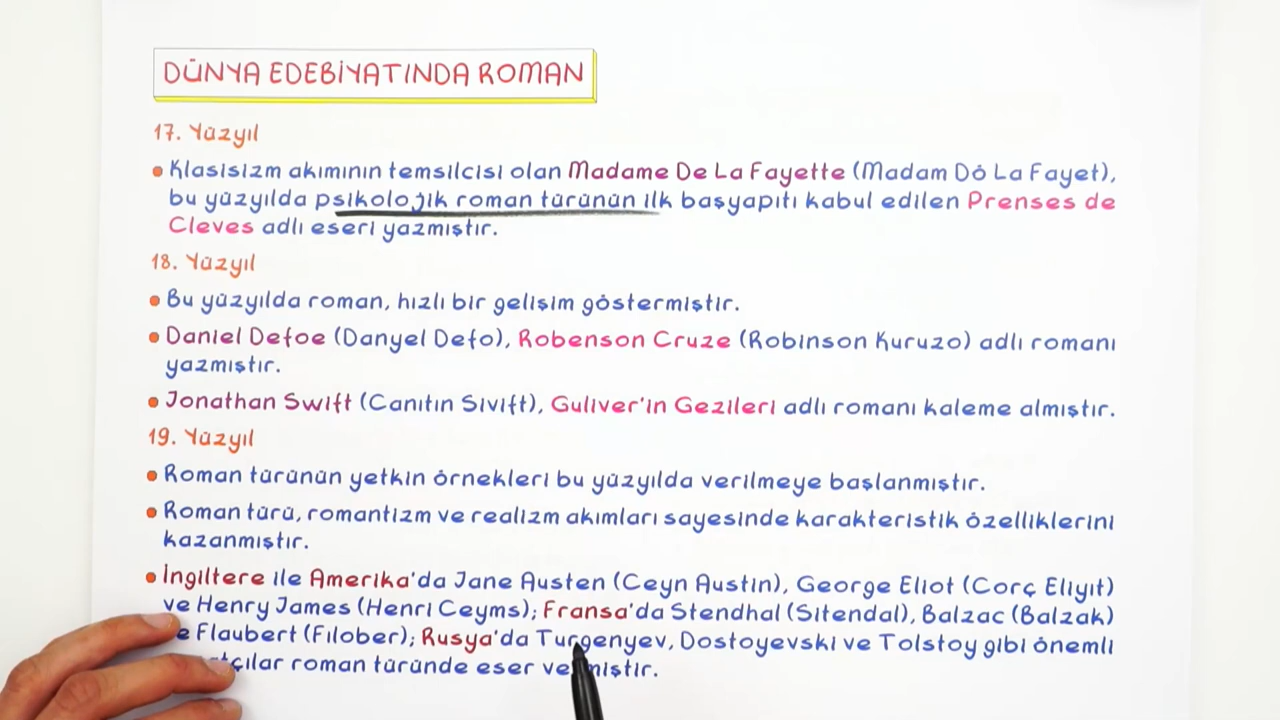 DÜNYA EDEBİYATINDA ROMAN
17. Yüzyıl
• Klasisizm akımının temsilcisi olan Madame De La Fayette (Madam Dö La Fayet),
bu yüzyılda psikolojik roman türünün ilk başyapıtı kabul edilen Prenses de
Cleves adlı eseri yazmıştır.
18. Yüzyıl
• Bu yüzyılda roman, hızlı bir gelişim göstermiştir.
• Daniel Defoe (Danyel Defo), Robenson Cruze (Robinson Kuruzo) adlı romanı
yazmıştır.
• Jonathan Swift (Canıtın Sivift), Guliver'in Gezileri adlı romanı kaleme almıştır.
19. Yüzyıl
• Roman türünün yetkin örnekleri bu yüzyılda verilmeye başlanmıştır.
• Roman türü, romantizm ve realizm akımları sayesinde karakteristik özelliklerini
kazanmıştır.
• İngiltere ile Amerika'da Jane Austen (Ceyn Austin), George Eliot (Corç Eliyıt)
ve Henry James (Henri Ceyms); Fransa'da Stendhal (Sitendal), Balzac (Balzak)
Flaubert (Filober); Rusya'da Turgenyev, Dostoyevski ve Tolstoy gibi önemli
roman türünde eser